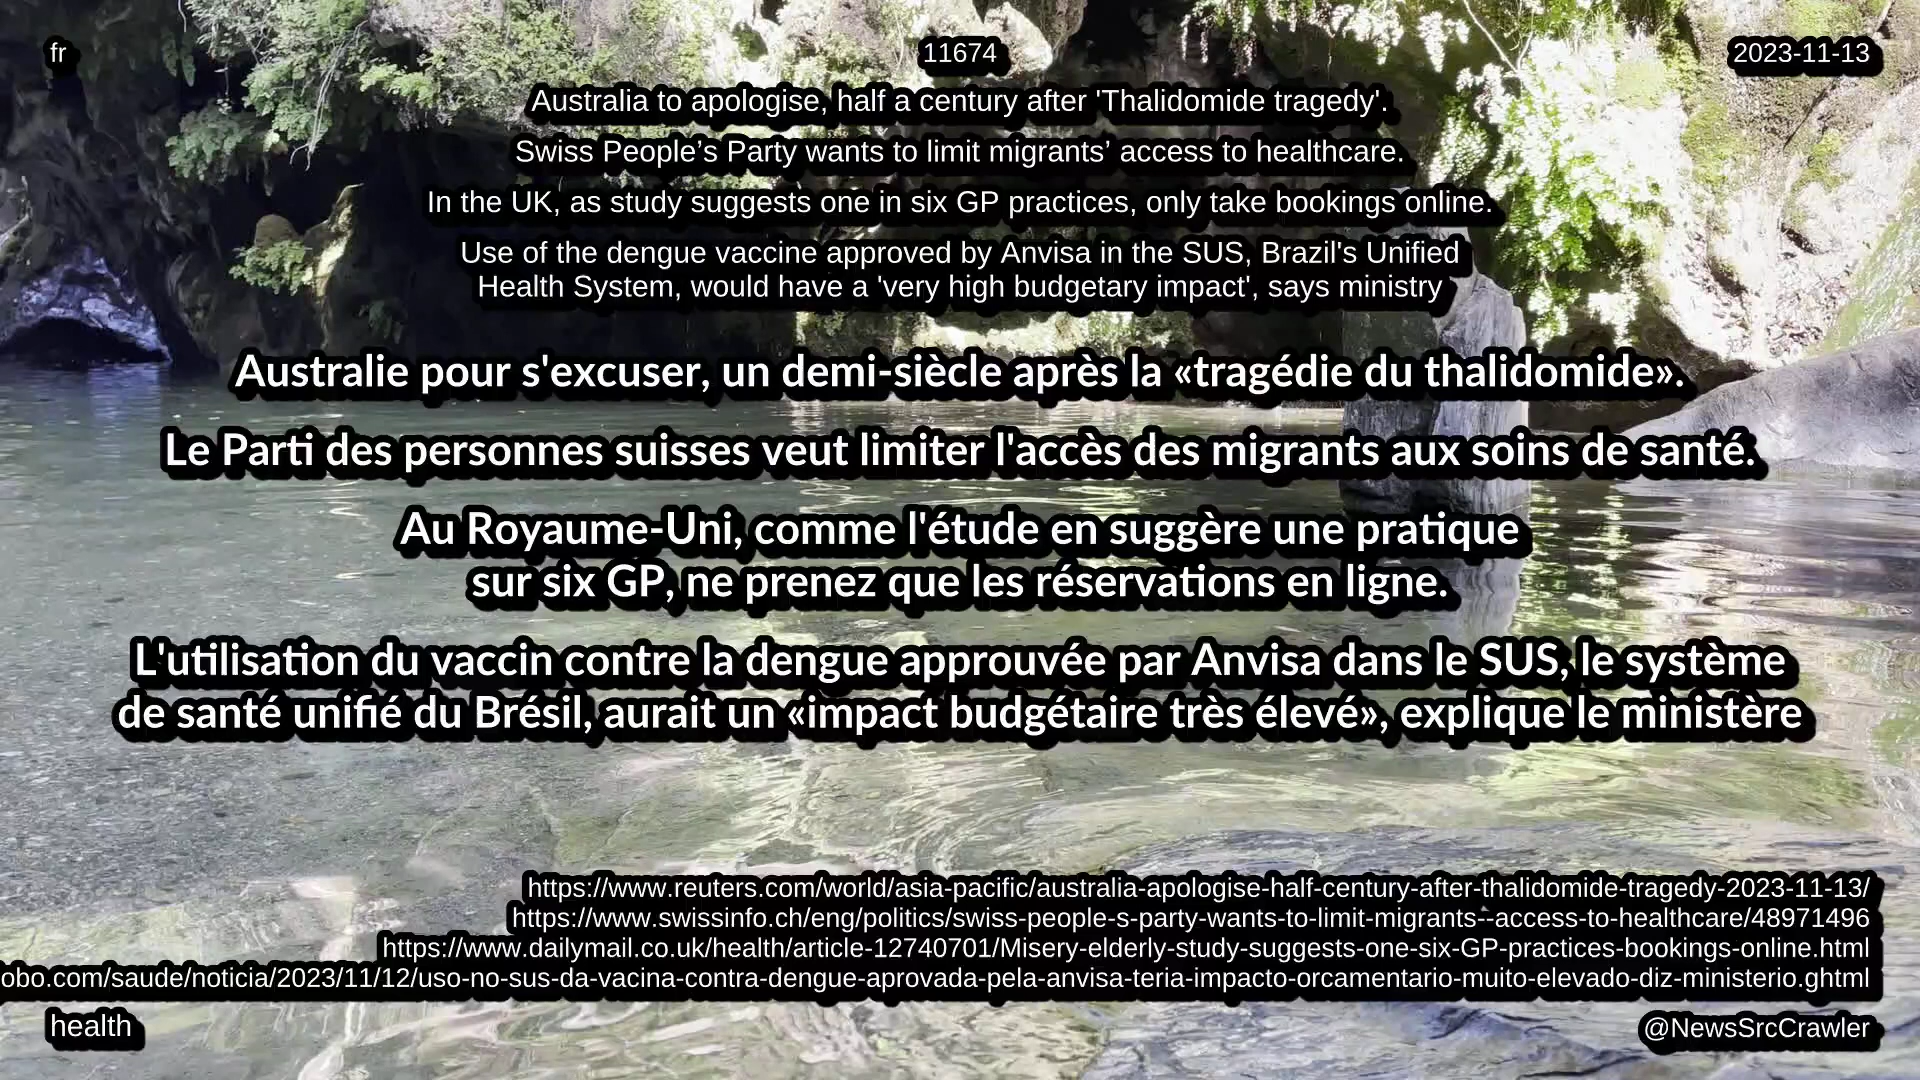 fr
11674
2023-11-13
Australia to apologise, half a century after 'Thalidomide tragedy'.
Swiss People’s Party wants to limit migrants’ access to healthcare.
In the UK, as study suggests one in six GP practices, only take bookings online.
Use of the dengue vaccine approved by Anvisa in the SUS, Brazil's Unified
Health System, would have a 'very high budgetary impact', says ministry
Australie pour s'excuser, un demi-siècle après la «tragédie du thalidomide».
Le Parti des personnes suisses veut limiter l'accès des migrants aux soins de santé.
Au Royaume-Uni, comme l'étude en suggère une pratique
sur six GP, ne prenez que les réservations en ligne.
L'utilisation du vaccin contre la dengue approuvée par Anvisa dans le SUS, le système
de santé unifié du Brésil, aurait un «impact budgétaire très élevé», explique le ministère
https://www.reuters.com/world/asia-pacific/australia-apologise-half-century-after-thalidomide-tragedy-2023-11-13/
https://www.swissinfo.ch/eng/politics/swiss-people-s-party-wants-to-limit-migrants--access-to-healthcare/48971496
https://www.dailymail.co.uk/health/article-12740701/Misery-elderly-study-suggests-one-six-GP-practices-bookings-online.html
obo.com/saude/noticia/2023/11/12/uso-no-sus-da-vacina-contra-dengue-aprovada-pela-anvisa-teria-impacto-orcamentario-muito-elevado-diz-ministerio.ghtml
health
@NewsSrcCrawler